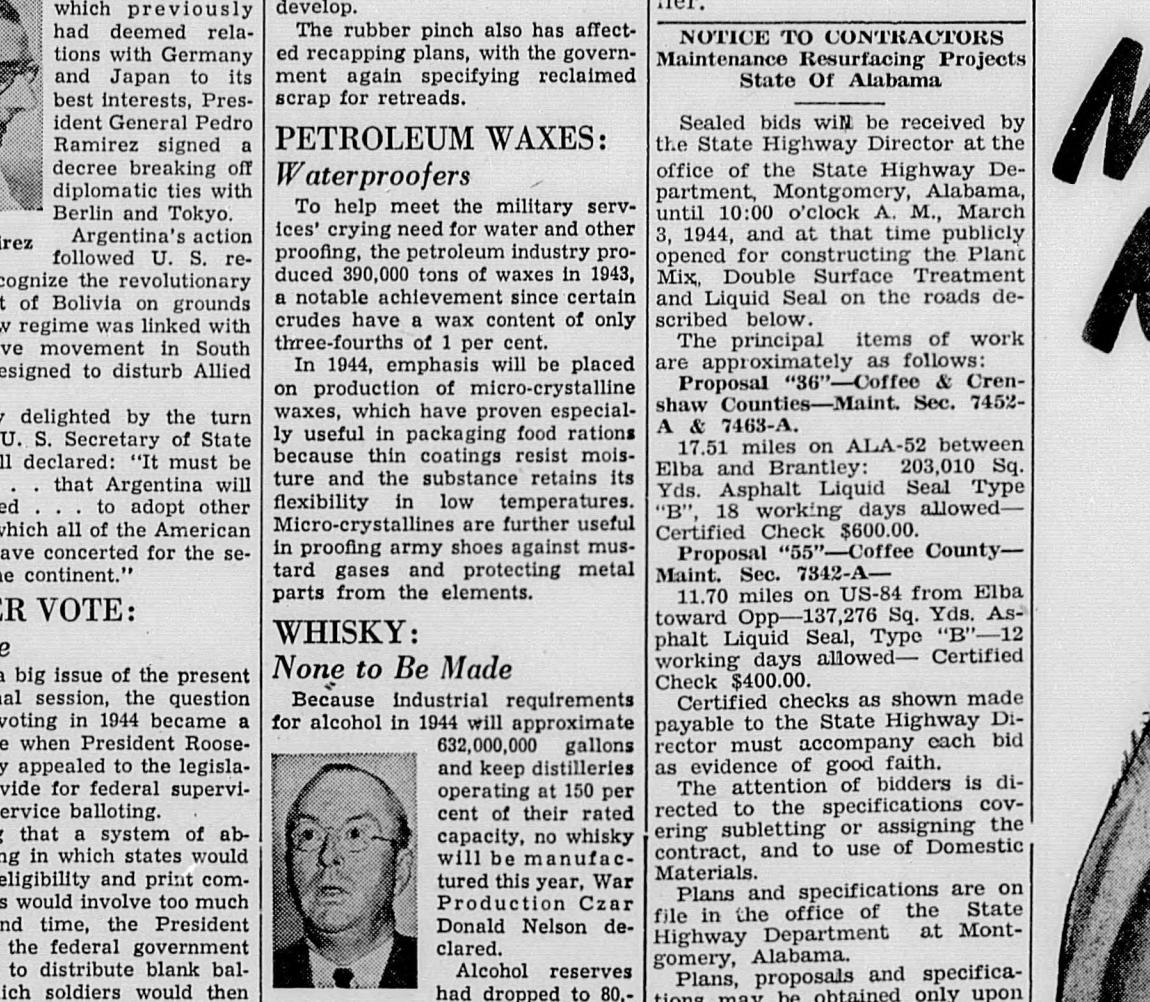 which previously
had deemed rela-
tions with Germany
and Japan to its
best interests, Pres-
ident General Pedro
Ramirez signed a
decree breaking off
diplomatic ties with
Berlin and Tokyo.
Argentina's action
followed U. S. re-
revolutionary
of Bolivia on grounds
regime was linked with
movement in South
to disturb Allied
delighted by the turn
U. S. Secretary of State
declared: "It must be
. . that Argentina will
. . . to adopt other
which all of the American
have concerted for the se-
continent."
VOTE:
a big issue of the present
session, the question
voting in 1944 became a
when President Roose-
appealed to the legisla-
for federal supervi-
service balloting.
that a system of ab-
in which states would
eligibility and print com-
would involve too much
and time, the President
the federal government
to distribute blank bal-
soldiers would then
develop.
The rubber pinch also has affect-
ed recapping plans, with the govern-
ment again specifying reclaimed
scrap for retreads.
PETROLEUM WAXES:
Waterproofers
To help meet the military serv-
ices' crying need for water and other
proofing, the petroleum industry pro-
duced 390,000 tons of waxes in 1943,
a notable achievement since certain
crudes have a wax content of only
three-fourths of 1 per cent.
In 1944, emphasis will be placed
on production of micro-crystalline
waxes, which have proven especial-
ly useful in packaging food rations
because thin coatings resist mois-
ture and the substance retains its
flexibility in low temperatures.
Micro-crystallines are further useful
in proofing army shoes against mus-
tard gases and protecting metal
parts from the elements.
WHISKY:
None to Be Made
Because industrial requirements
for alcohol in 1944 will approximate
632,000,000 gallons
and keep distilleries
operating at 150 per
cent of their rated
capacity, no whisky
will be manufac-
tured this year, War
Production Czar
Donald Nelson de-
clared.
Alcohol reserves
had dropped to 80,-
NOTICE TO CONTRACTORS
Maintenance Resurfacing Projects
State Of Alabama
Sealed bids will be received by
the State Highway Director at the
office of the State Highway De-
partment, Montgomery, Alabama,
until 10:00 o'clock A. M., March
3, 1944, and at that time publicly
opened for constructing the Plant
Mix, Double Surface Treatment
and Liquid Seal on the roads de-
scribed below.
The principal items of work
are approximately as follows:
Proposal "36"—Coffee & Cren-
shaw Counties—Maint. Sec. 7452-
A & 7463-A.
17.51 miles on ALA-52 between
Elba and Brantley: 203,010 Sq.
Yds. Asphalt Liquid Seal Type
"B", 18 working days allowed—
Certified Check $600.00.
Proposal "55"—Coffee County—
Maint. Sec. 7342-A—
11.70 miles on US-84 from Elba
toward Opp—137,276 Sq. Yds. As-
phalt Liquid Seal, Type "B"—12
working days allowed— Certified
Check $400.00.
Certified checks as shown made
payable to the State Highway Di-
rector must accompany each bid
as evidence of good faith.
The attention of bidders is di-
rected to the specifications cov-
ering subletting or assigning the
contract, and to use of Domestic
Materials.
Plans and specifications are on
file in the office of the State
Highway Department at Mont-
gomery, Alabama.
Plans, proposals and specifica-
tions may be obtained only upon